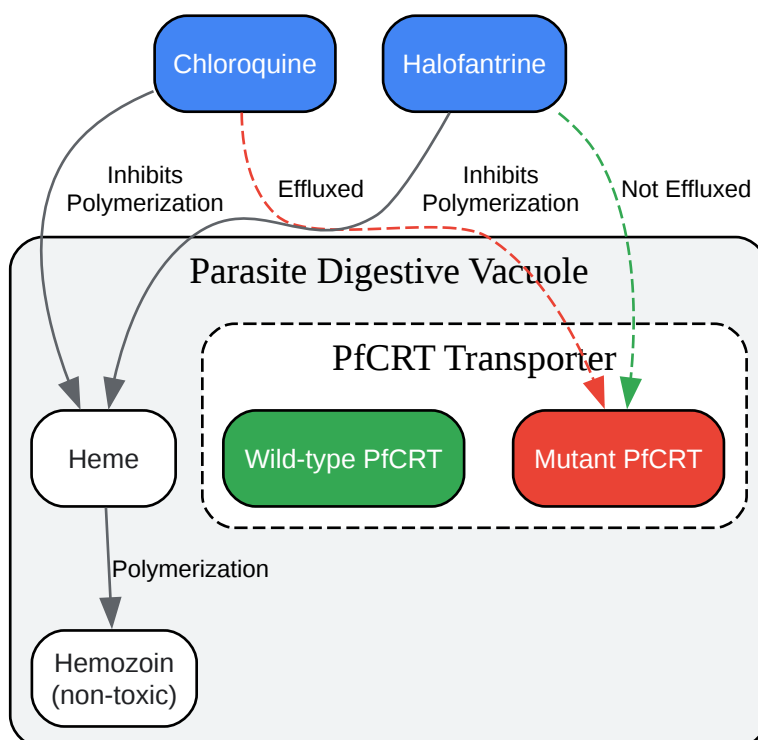 Chloroquine
Halofantrine
Inhibits
Polymerization
Effluxed
Inhibits
Polymerization
Not Effluxed
Parasite Digestive Vacuole
PfCRT Transporter
Heme
Wild-type PfCRT
Mutant PfCRT
Polymerization
Hemozoin
(non-toxic)